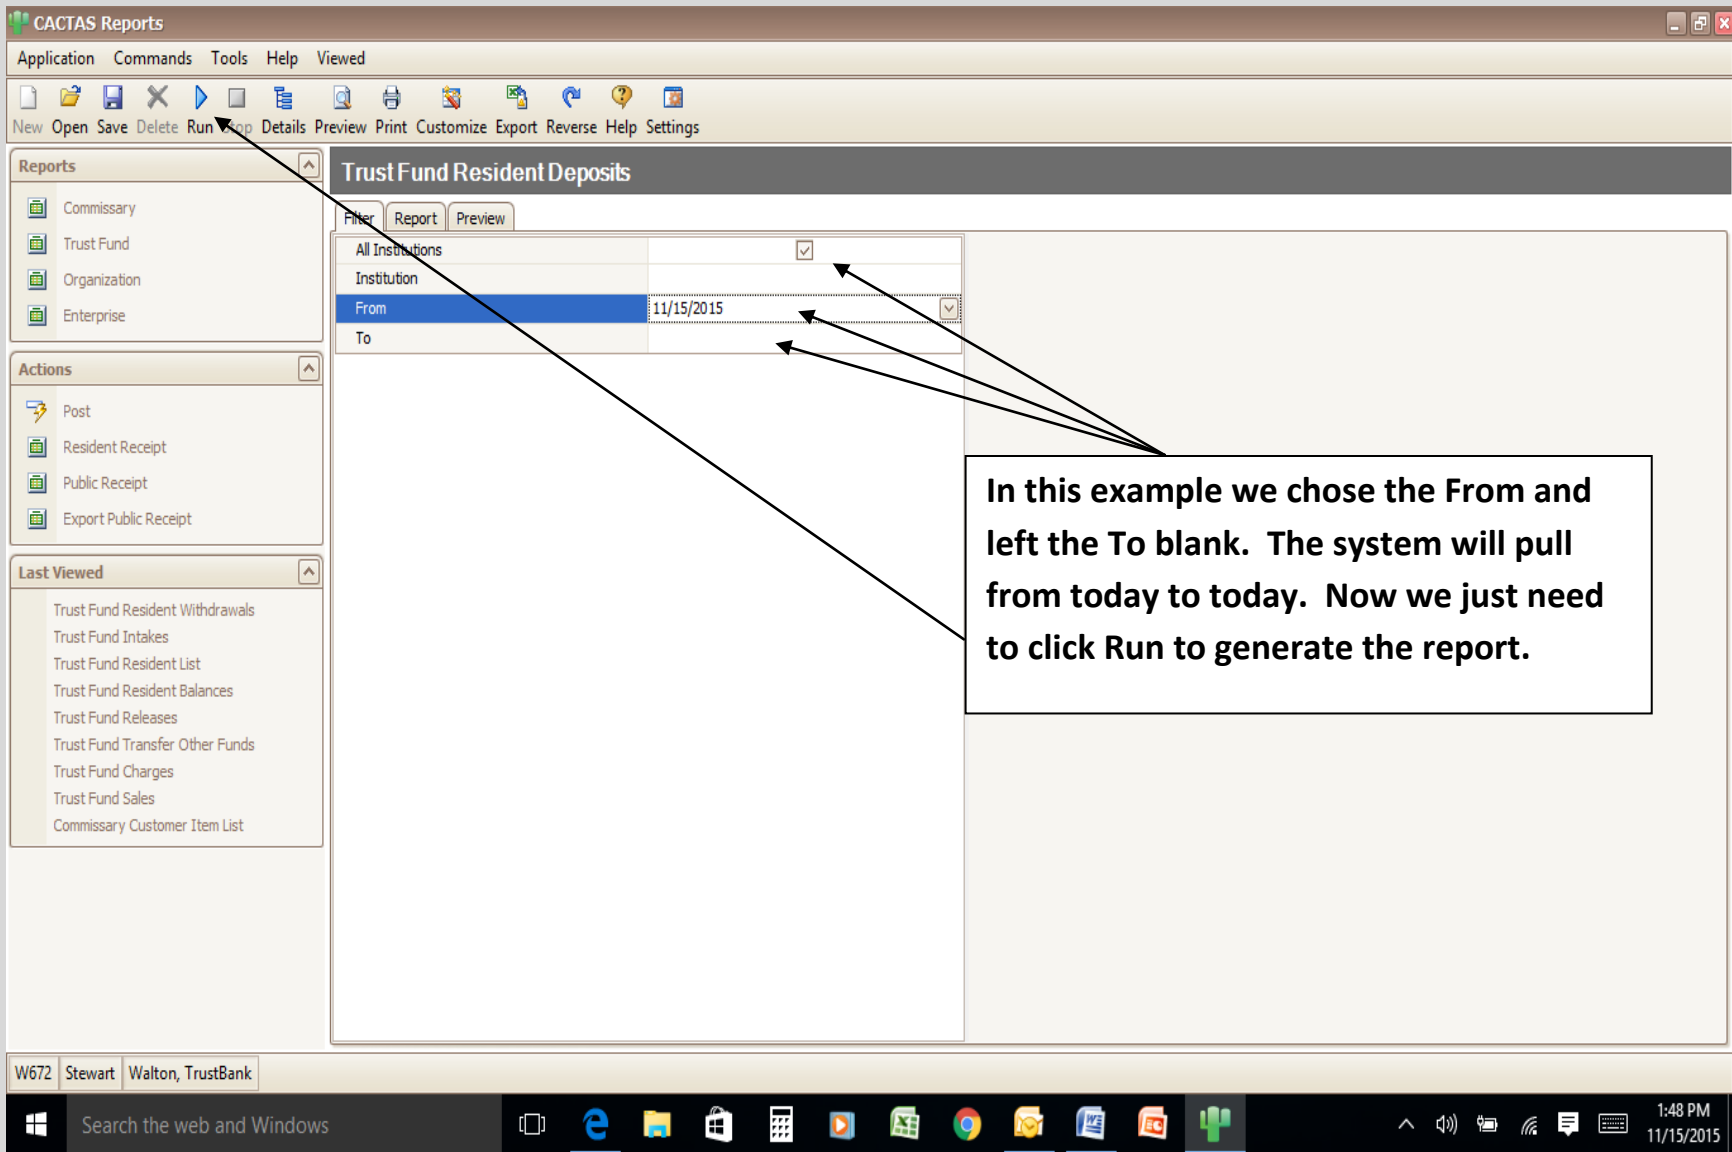 CACTAS Reports
Application Commands Tools Help Viewed
New Open Save Delete Run Stop Details Preview Print Customize Export Reverse Help Settings
Reports
Commissary
Trust Fund
Organization
Enterprise
Actions
Post
Resident Receipt
Public Receipt
Export Public Receipt
Last Viewed
Trust Fund Resident Withdrawals
Trust Fund Intakes
Trust Fund Resident List
Trust Fund Resident Balances
Trust Fund Releases
Trust Fund Transfer Other Funds
Trust Fund Charges
Trust Fund Sales
Commissary Customer Item List
Trust Fund Resident Deposits
Filter Report Preview
All Institutions
Institution
From 11/15/2015
To
In this example we chose the From and
left the To blank. The system will pull
from today to today. Now we just need
to click Run to generate the report.
W672 Stewart Walton, TrustBank
Search the web and Windows
1:48 PM
11/15/2015